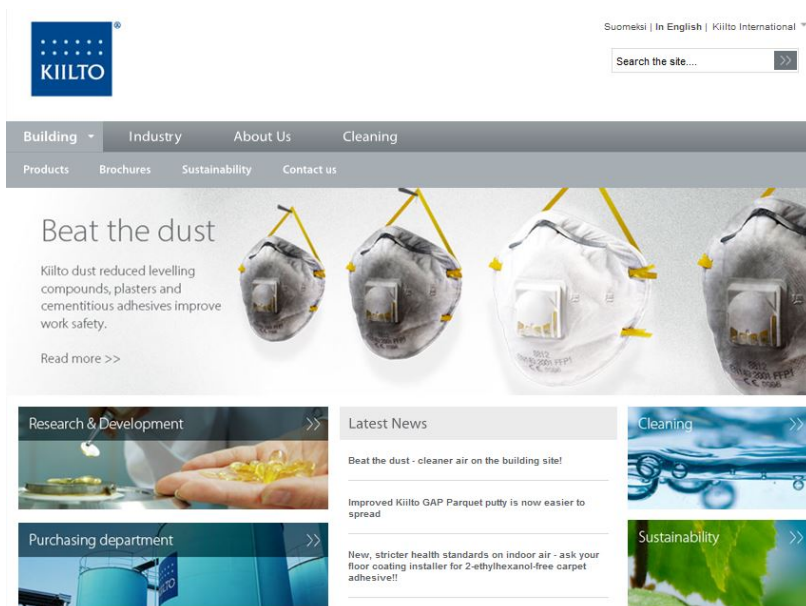 KIILTO
®
Suomeksi | In English | Kiilto International
Search the site....
Building
Industry
About Us
Cleaning
Products
Brochures
Sustainability
Contact us
Beat the dust
Kiilto dust reduced levelling
compounds, plasters and
cementitious adhesives improve
work safety.
Read more >>
Research & Development
Purchasing department
KIILTO
Latest News
Beat the dust - cleaner air on the building site!
Improved Kiilto GAP Parquet putty is now easier to
spread
New, stricter health standards on indoor air - ask your
floor coating installer for 2-ethylhexanol-free carpet
adhesive!!
Cleaning
Sustainability